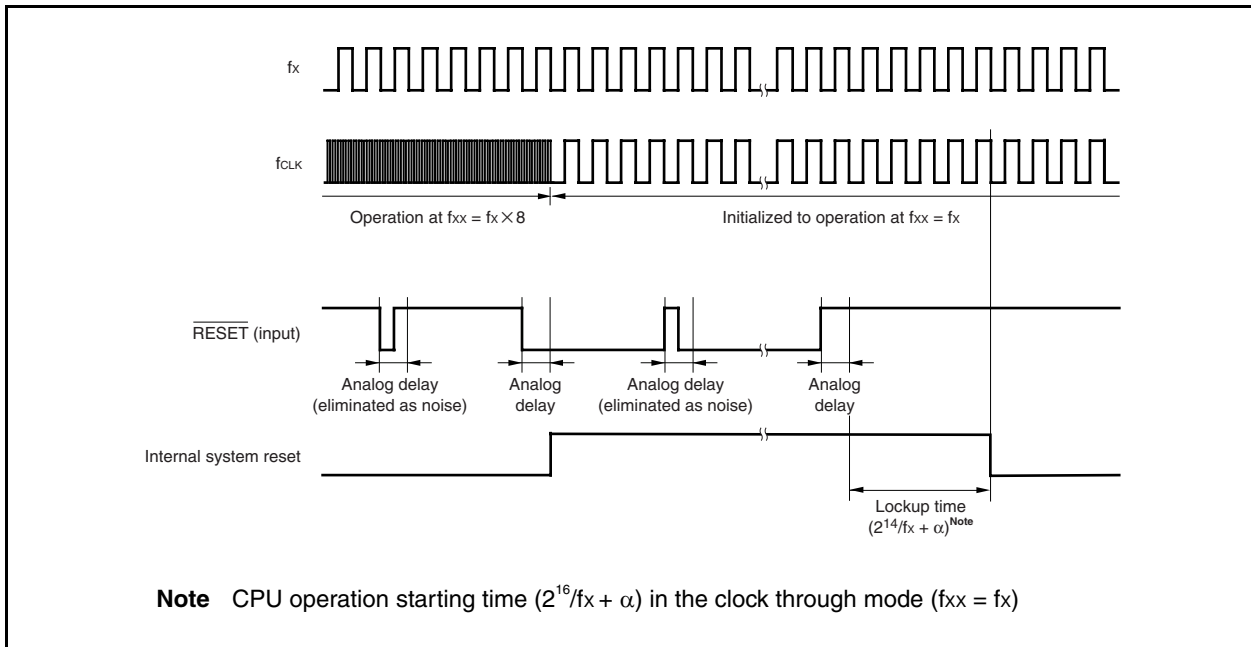 fX
fCLK
Operation at fXX = fX × 8
Initialized to operation at fXX = fX
RESET (input)
Analog delay
(eliminated as noise)
Analog
delay
Analog delay
(eliminated as noise)
Analog
delay
Internal system reset
Lockup time
(2^14/fX + α)^Note
Note CPU operation starting time (2^16/fX + α) in the clock through mode (fXX = fX)